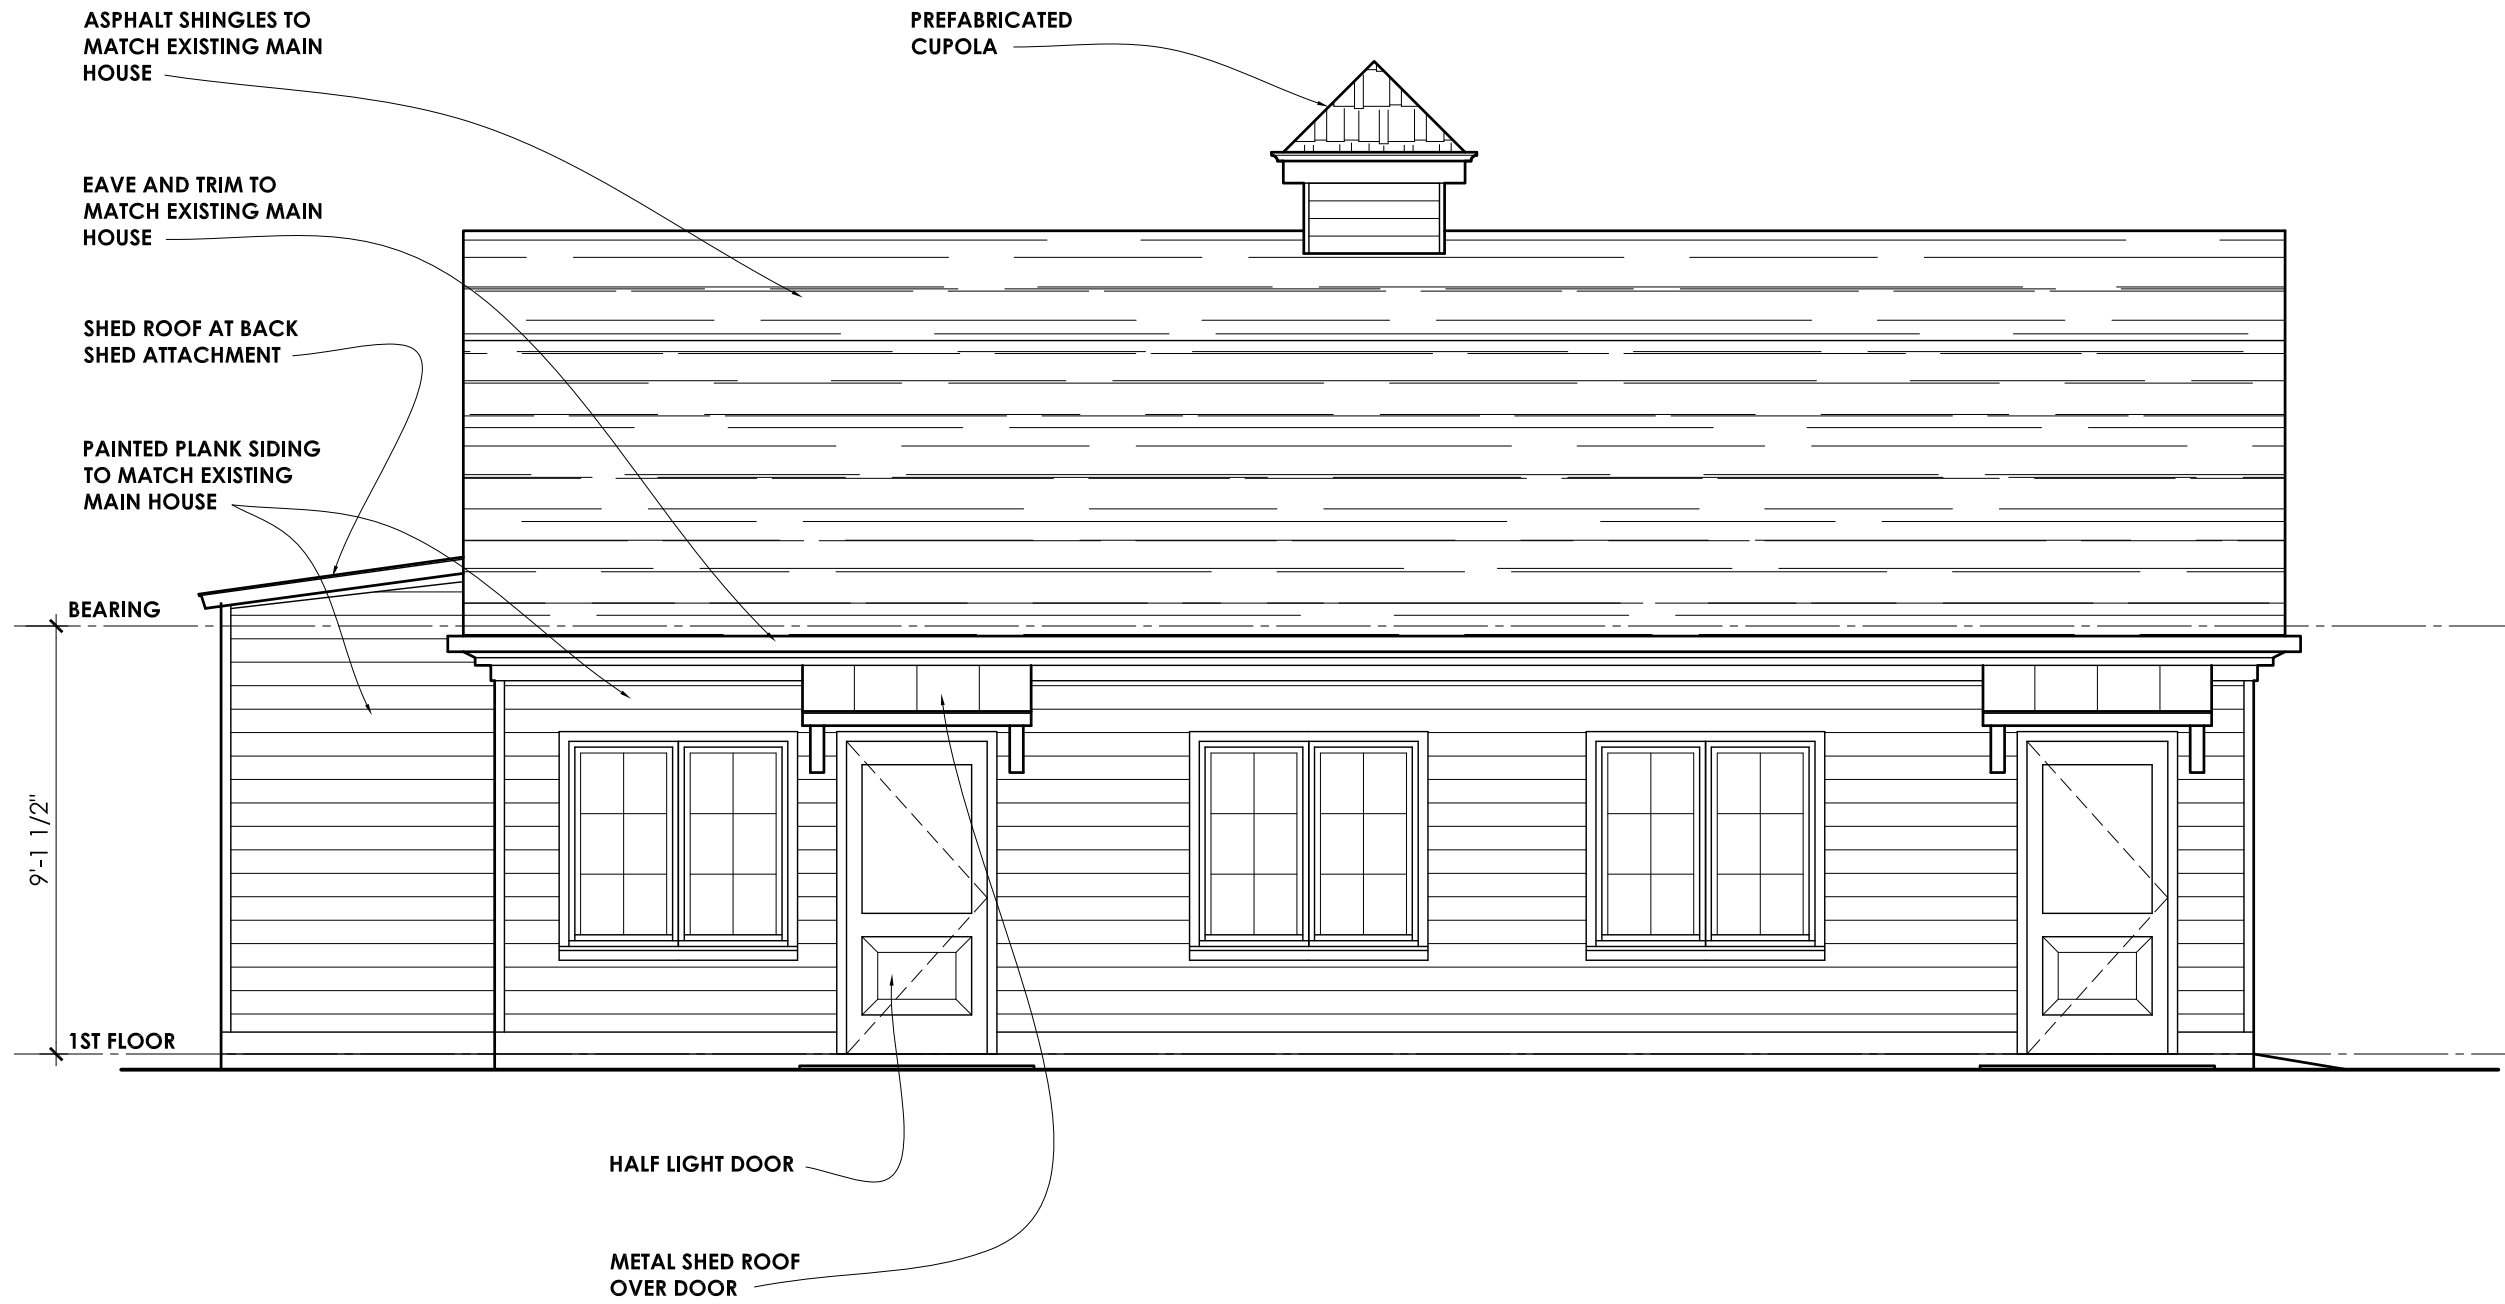 ASPHALT SHINGLES TO
MATCH EXISTING MAIN
HOUSE
PREFABRICATED
CUPOLA
EAVE AND TRIM TO
MATCH EXISTING MAIN
HOUSE
SHED ROOF AT BACK
SHED ATTACHMENT
PAINTED PLANK SIDING
TO MATCH EXISTING
MAIN HOUSE
BEARING
9'-1 1/2"
1ST FLOOR
HALF LIGHT DOOR
METAL SHED ROOF
OVER DOOR